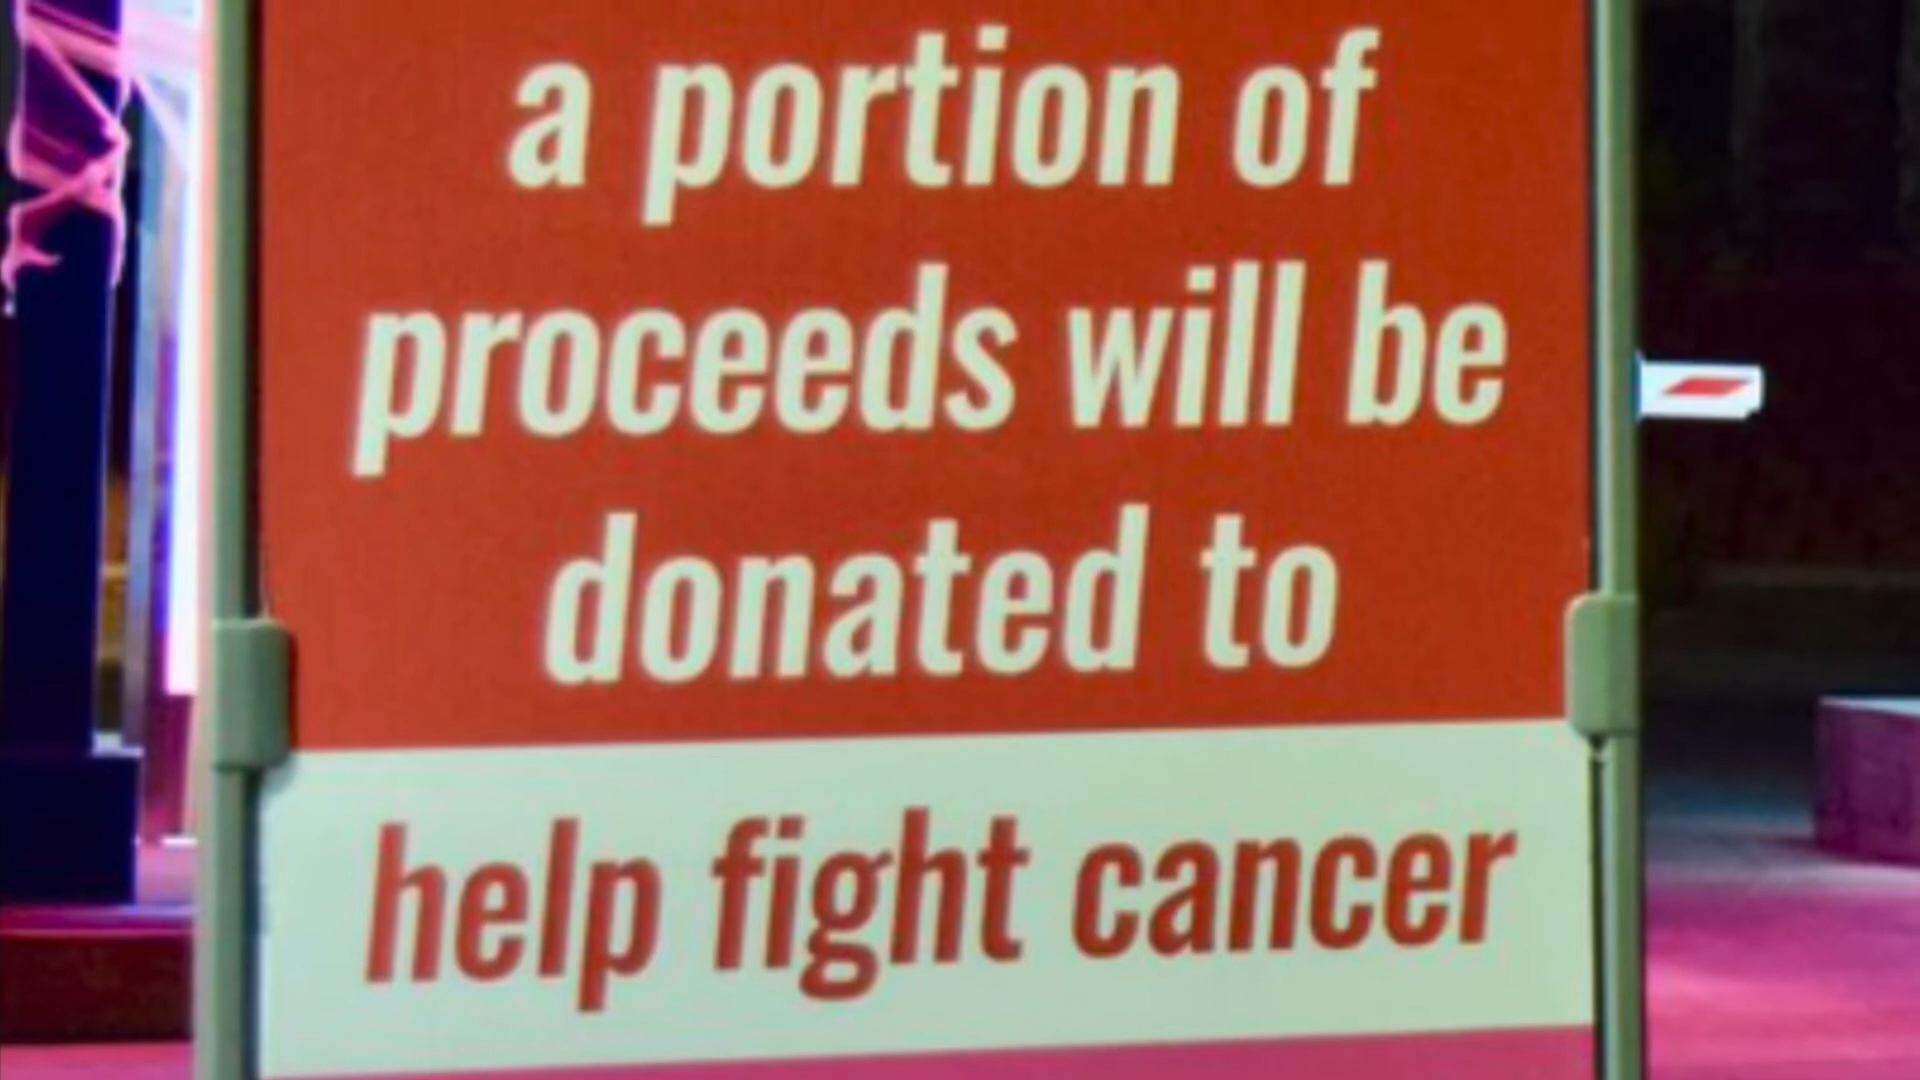 a portion of
proceeds will be
donated to
help fight cancer